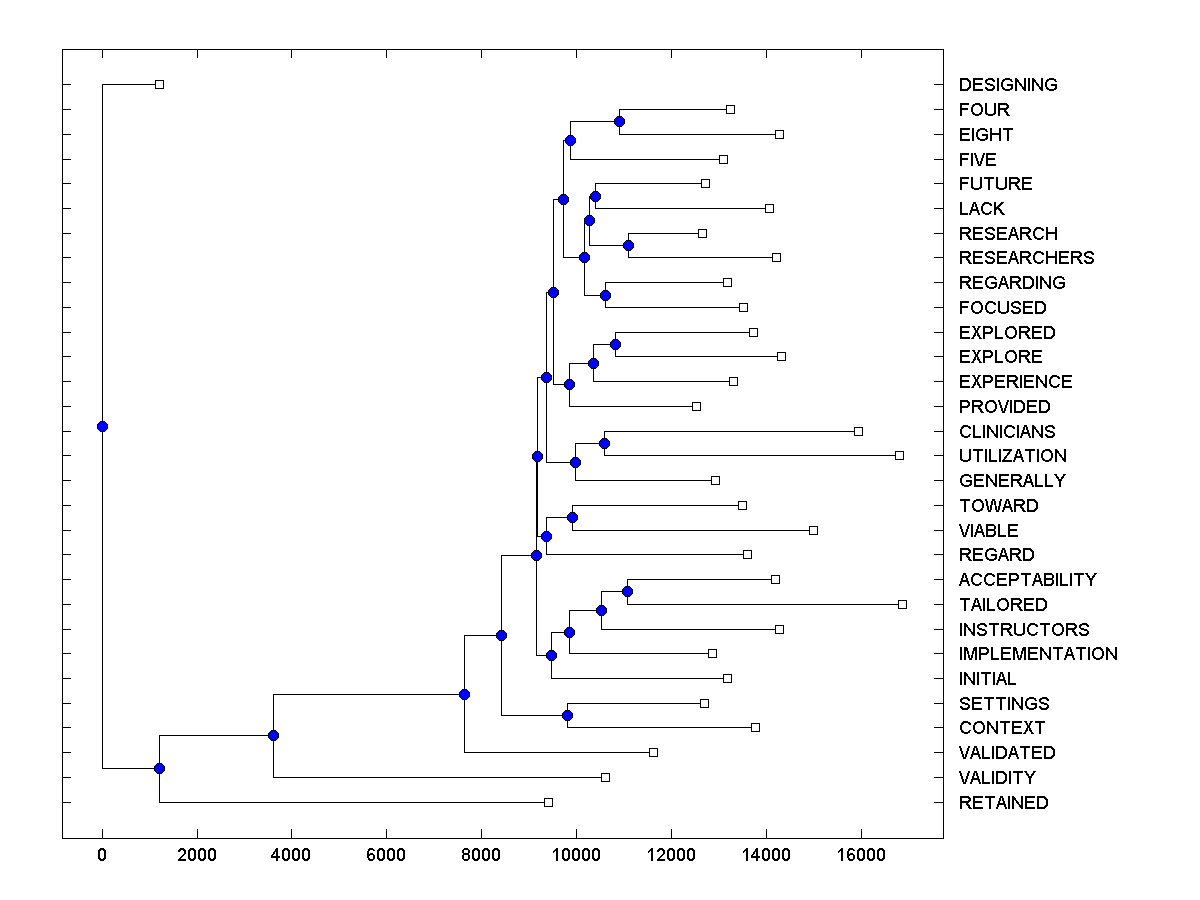 DESIGNING
FOUR
EIGHT
FIVE
FUTURE
LACK
RESEARCH
RESEARCHERS
REGARDING
FOCUSED
EXPLORED
EXPLORE
EXPERIENCE
PROVIDED
CLINICIANS
UTILIZATION
GENERALLY
TOWARD
VIABLE
REGARD
ACCEPTABILITY
TAILORED
INSTRUCTORS
IMPLEMENTATION
INITIAL
SETTINGS
CONTEXT
VALIDATED
VALIDITY
RETAINED
0 2000 4000 6000 8000 10000 12000 14000 16000